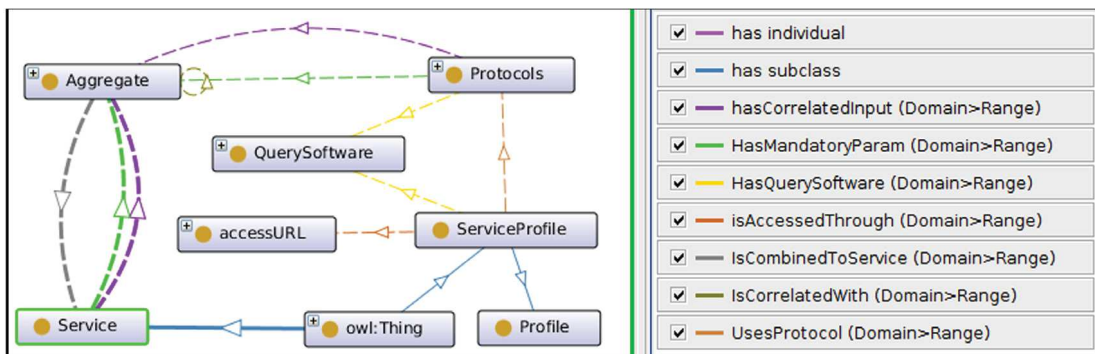 Aggregate
Protocols
QuerySoftware
accessURL
ServiceProfile
Service
owl:Thing
Profile
has individual
has subclass
hasCorrelatedInput (Domain>Range)
HasMandatoryParam (Domain>Range)
HasQuerySoftware (Domain>Range)
isAccessedThrough (Domain>Range)
IsCombinedToService (Domain>Range)
IsCorrelatedWith (Domain>Range)
UsesProtocol (Domain>Range)